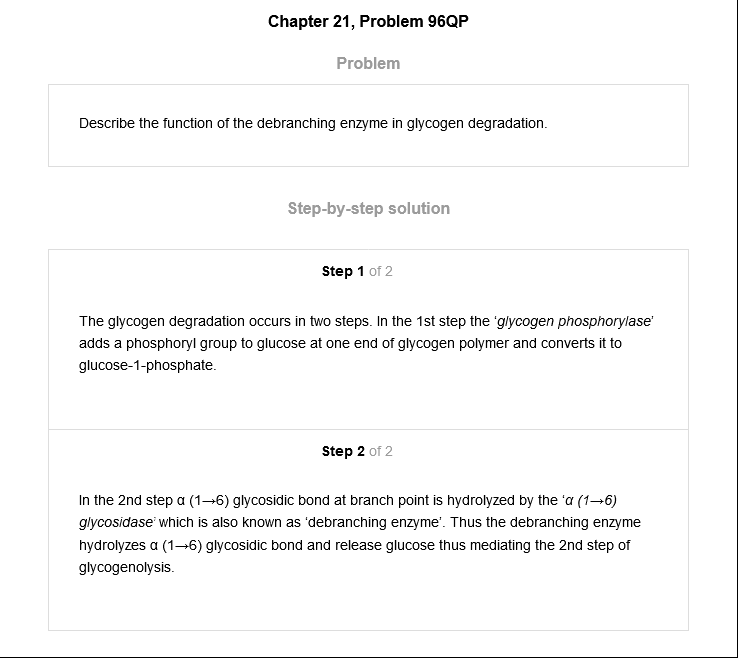 Chapter 21, Problem 96QP
Problem
Describe the function of the debranching enzyme in glycogen degradation.
Step-by-step solution
Step 1 of 2
The glycogen degradation occurs in two steps. In the 1st step the ‘glycogen phosphorylase’
adds a phosphoryl group to glucose at one end of glycogen polymer and converts it to
glucose-1-phosphate.
Step 2 of 2
In the 2nd step α (1→6) glycosidic bond at branch point is hydrolyzed by the ‘α (1→6)
glycosidase’ which is also known as ‘debranching enzyme’. Thus the debranching enzyme
hydrolyzes α (1→6) glycosidic bond and release glucose thus mediating the 2nd step of
glycogenolysis.